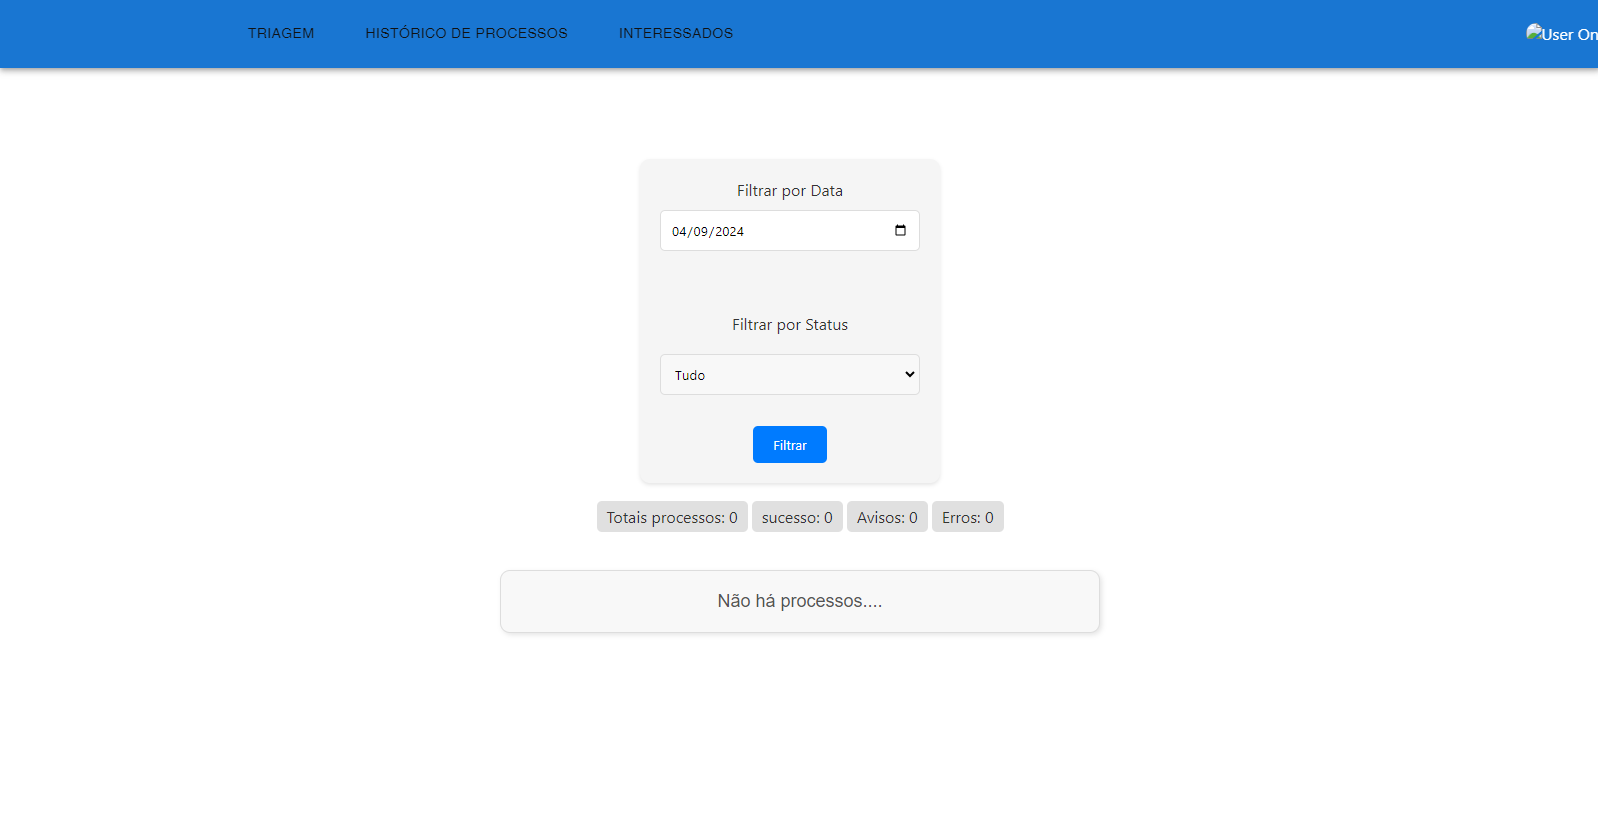 TRIAGEM HISTÓRICO DE PROCESSOS INTERESSADOS User On
Filtrar por Data
04/09/2024
Filtrar por Status
Tudo
Filtrar
Totais processos: 0 sucesso: 0 Avisos: 0 Erros: 0
Não há processos....